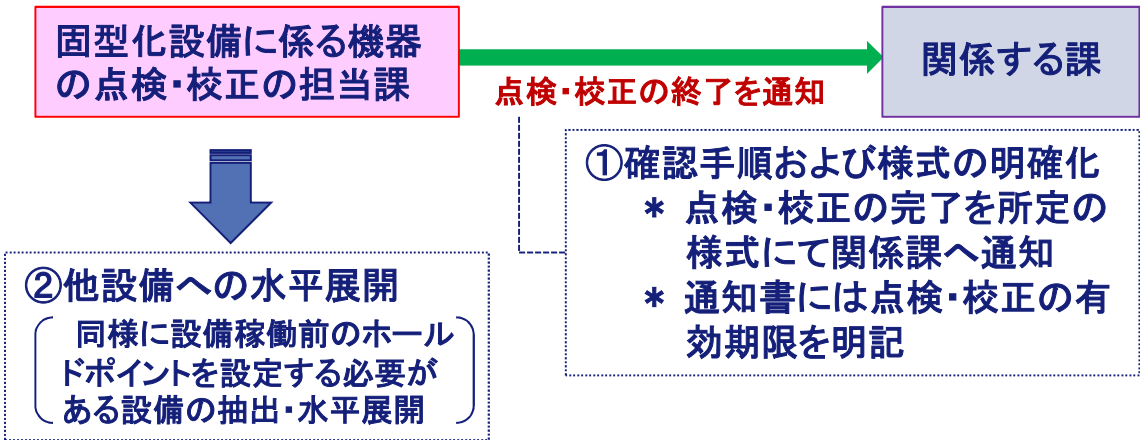 固型化設備に係る機器
の点検・校正の担当課
点検・校正の終了を通知
関係する課
①確認手順および様式の明確化
＊ 点検・校正の完了を所定の
様式にて関係課へ通知
＊ 通知書には点検・校正の有
効期限を明記
②他設備への水平展開
同様に設備稼働前のホール
ドポイントを設定する必要が
ある設備の抽出・水平展開